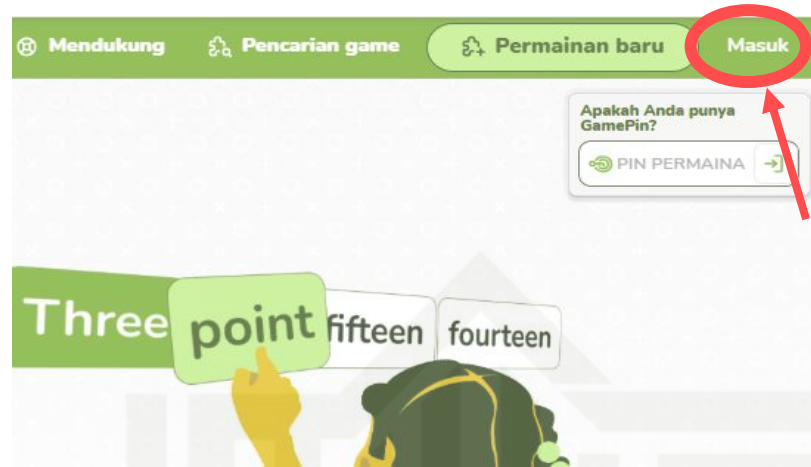 Mendukung Pencarian game Permainan baru Masuk
Apakah Anda punya
GamePin?
PIN PERMAINA
Three point fifteen fourteen